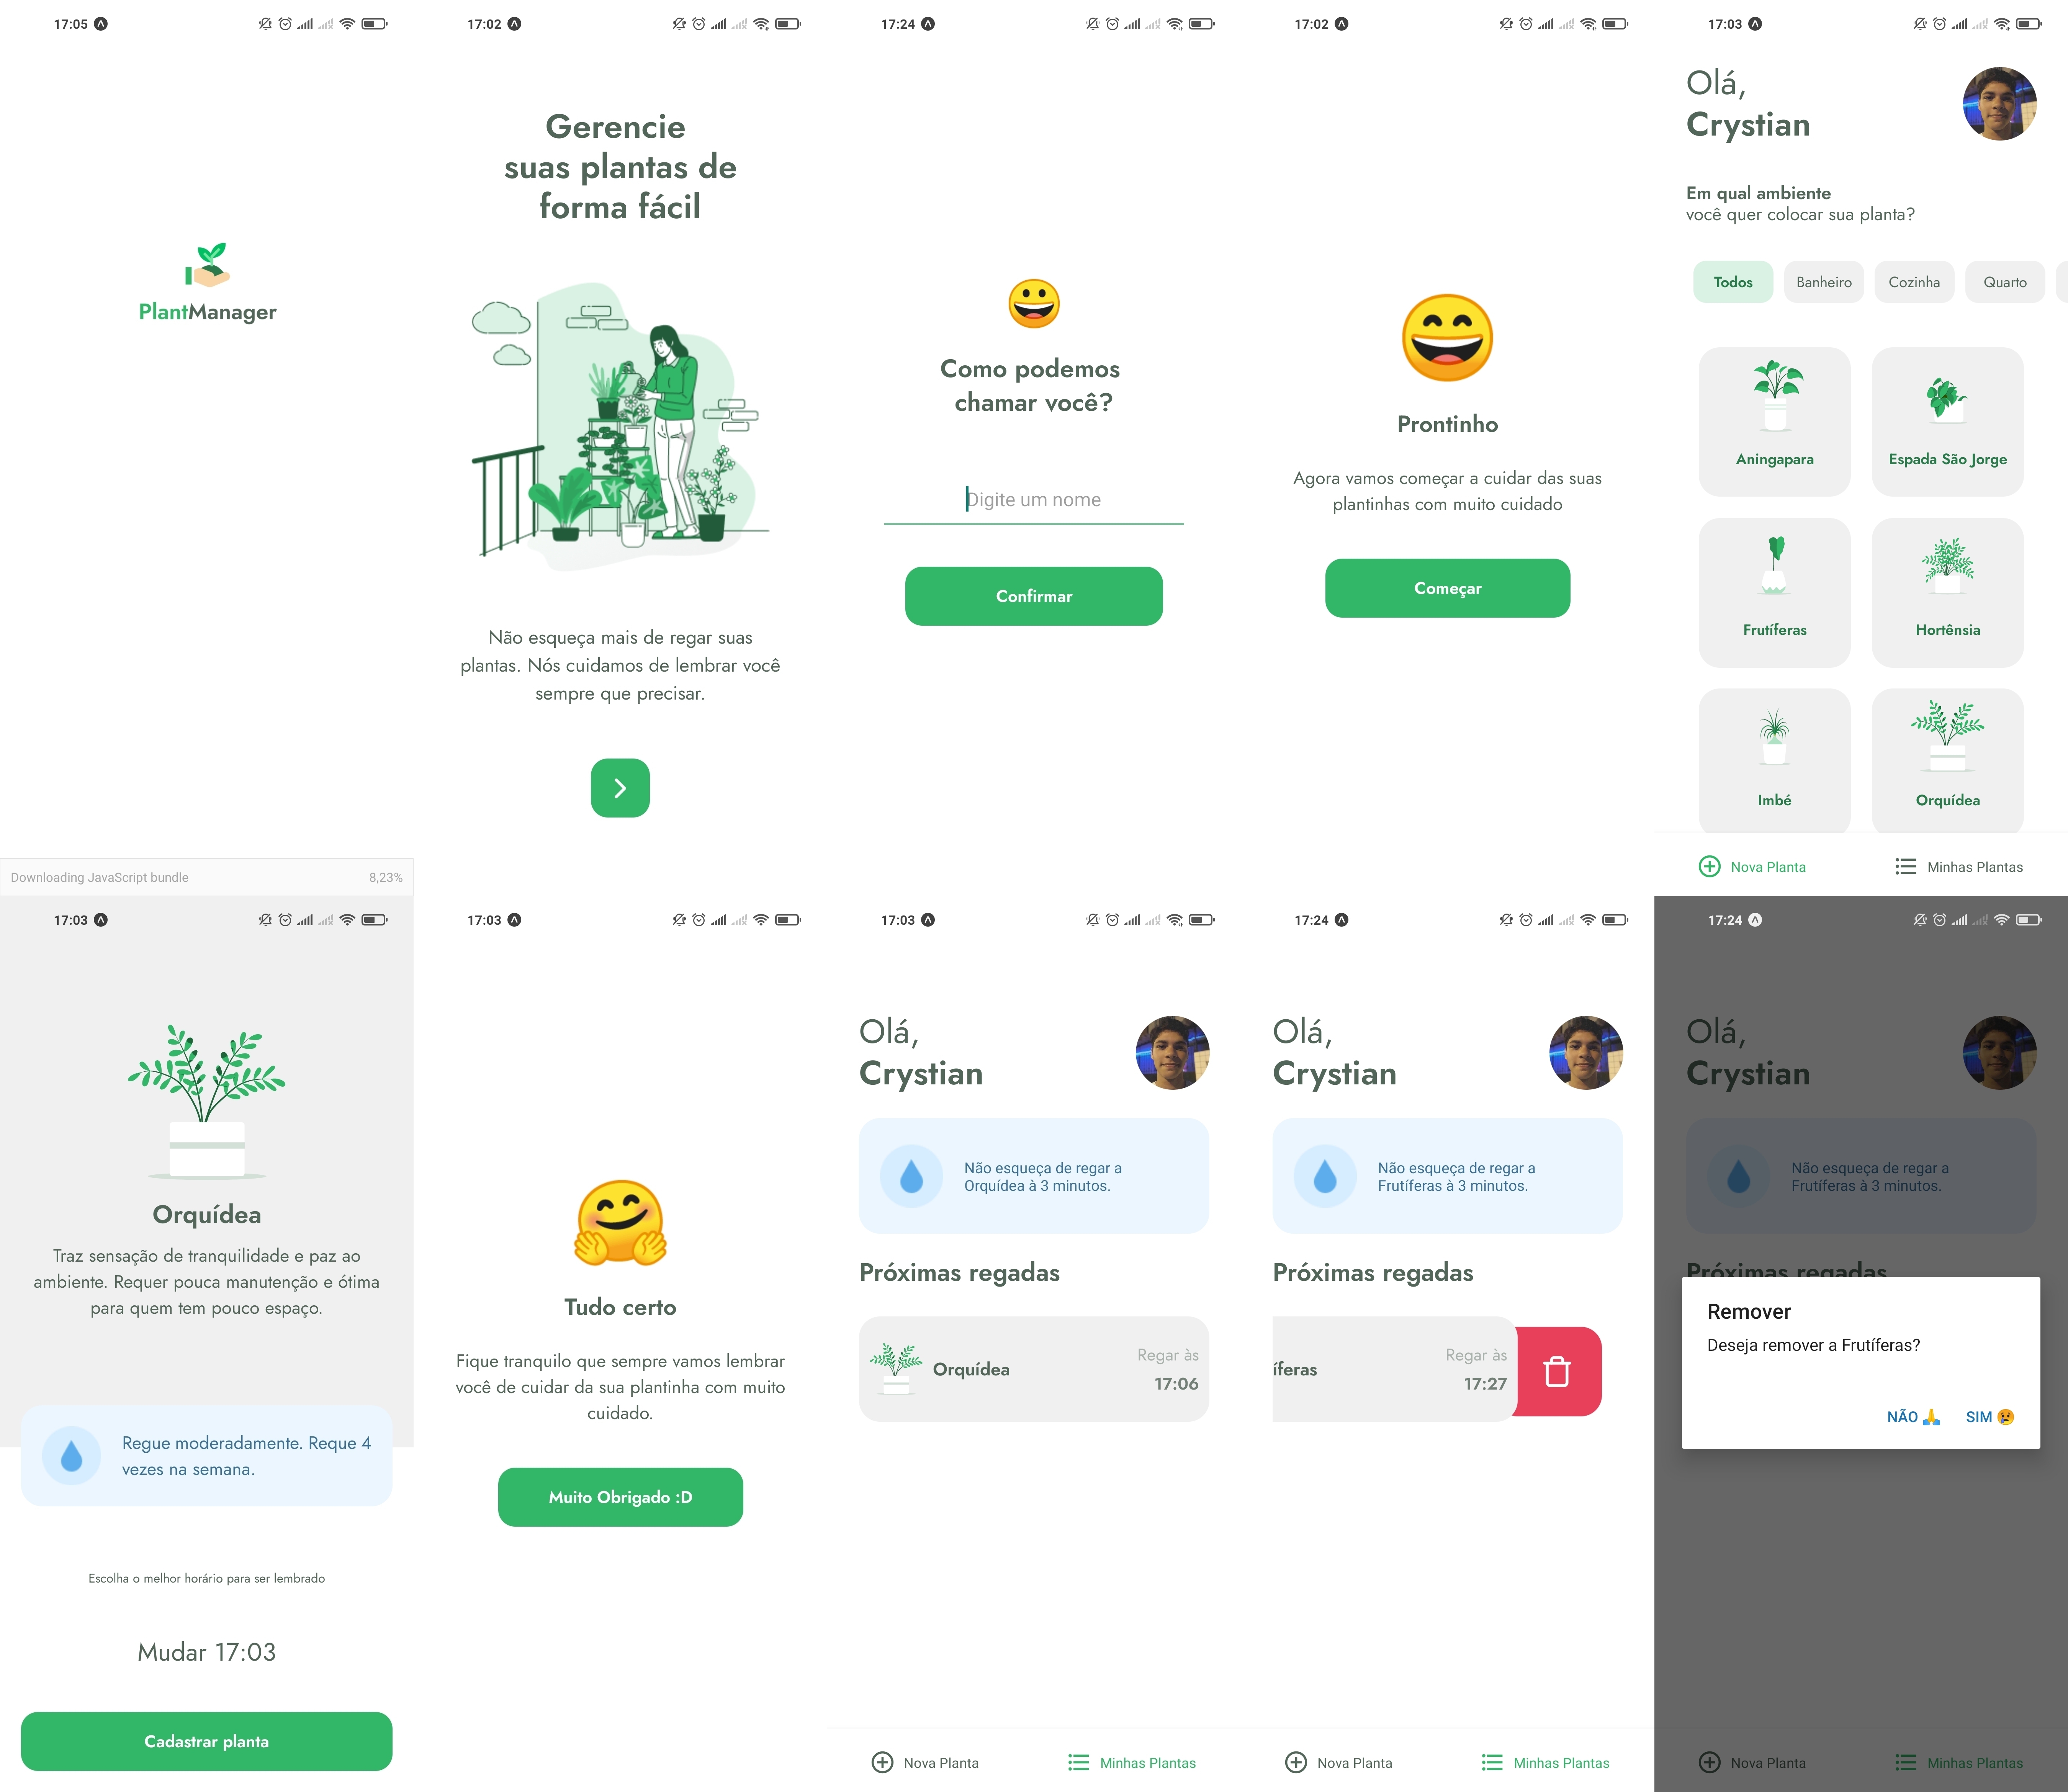 17:05
PlantManager
Downloading JavaScript bundle 8,23%
17:02
Gerencie
suas plantas de
forma fácil
Não esqueça mais de regar suas
plantas. Nós cuidamos de lembrar você
sempre que precisar.
17:24
Como podemos
chamar você?
Digite um nome
Confirmar
17:02
Prontinho
Agora vamos começar a cuidar das suas
plantinhas com muito cuidado
Começar
17:03
Olá,
Crystian
Em qual ambiente
você quer colocar sua planta?
Todos Banheiro Cozinha Quarto
Aningapara Espada São Jorge
Frutíferas Hortênsia
Imbé Orquídea
Nova Planta Minhas Plantas
17:03
Orquídea
Traz sensação de tranquilidade e paz ao
ambiente. Requer pouca manutenção e ótima
para quem tem pouco espaço.
Regue moderadamente. Reque 4
vezes na semana.
Escolha o melhor horário para ser lembrado
Mudar 17:03
Cadastrar planta
17:03
Tudo certo
Fique tranquilo que sempre vamos lembrar
você de cuidar da sua plantinha com muito
cuidado.
Muito Obrigado :D
17:03
Olá,
Crystian
Não esqueça de regar a
Orquídea à 3 minutos.
Próximas regadas
Orquídea
Regar às
17:06
Nova Planta Minhas Plantas
17:24
Olá,
Crystian
Não esqueça de regar a
Frutíferas à 3 minutos.
Próximas regadas
íferas
Regar às
17:27
Nova Planta Minhas Plantas
17:24
Olá,
Crystian
Não esqueça de regar a
Frutíferas à 3 minutos.
Próximas regadas
Remover
Deseja remover a Frutíferas?
NÃO 🙏 SIM 😢
Nova Planta Minhas Plantas